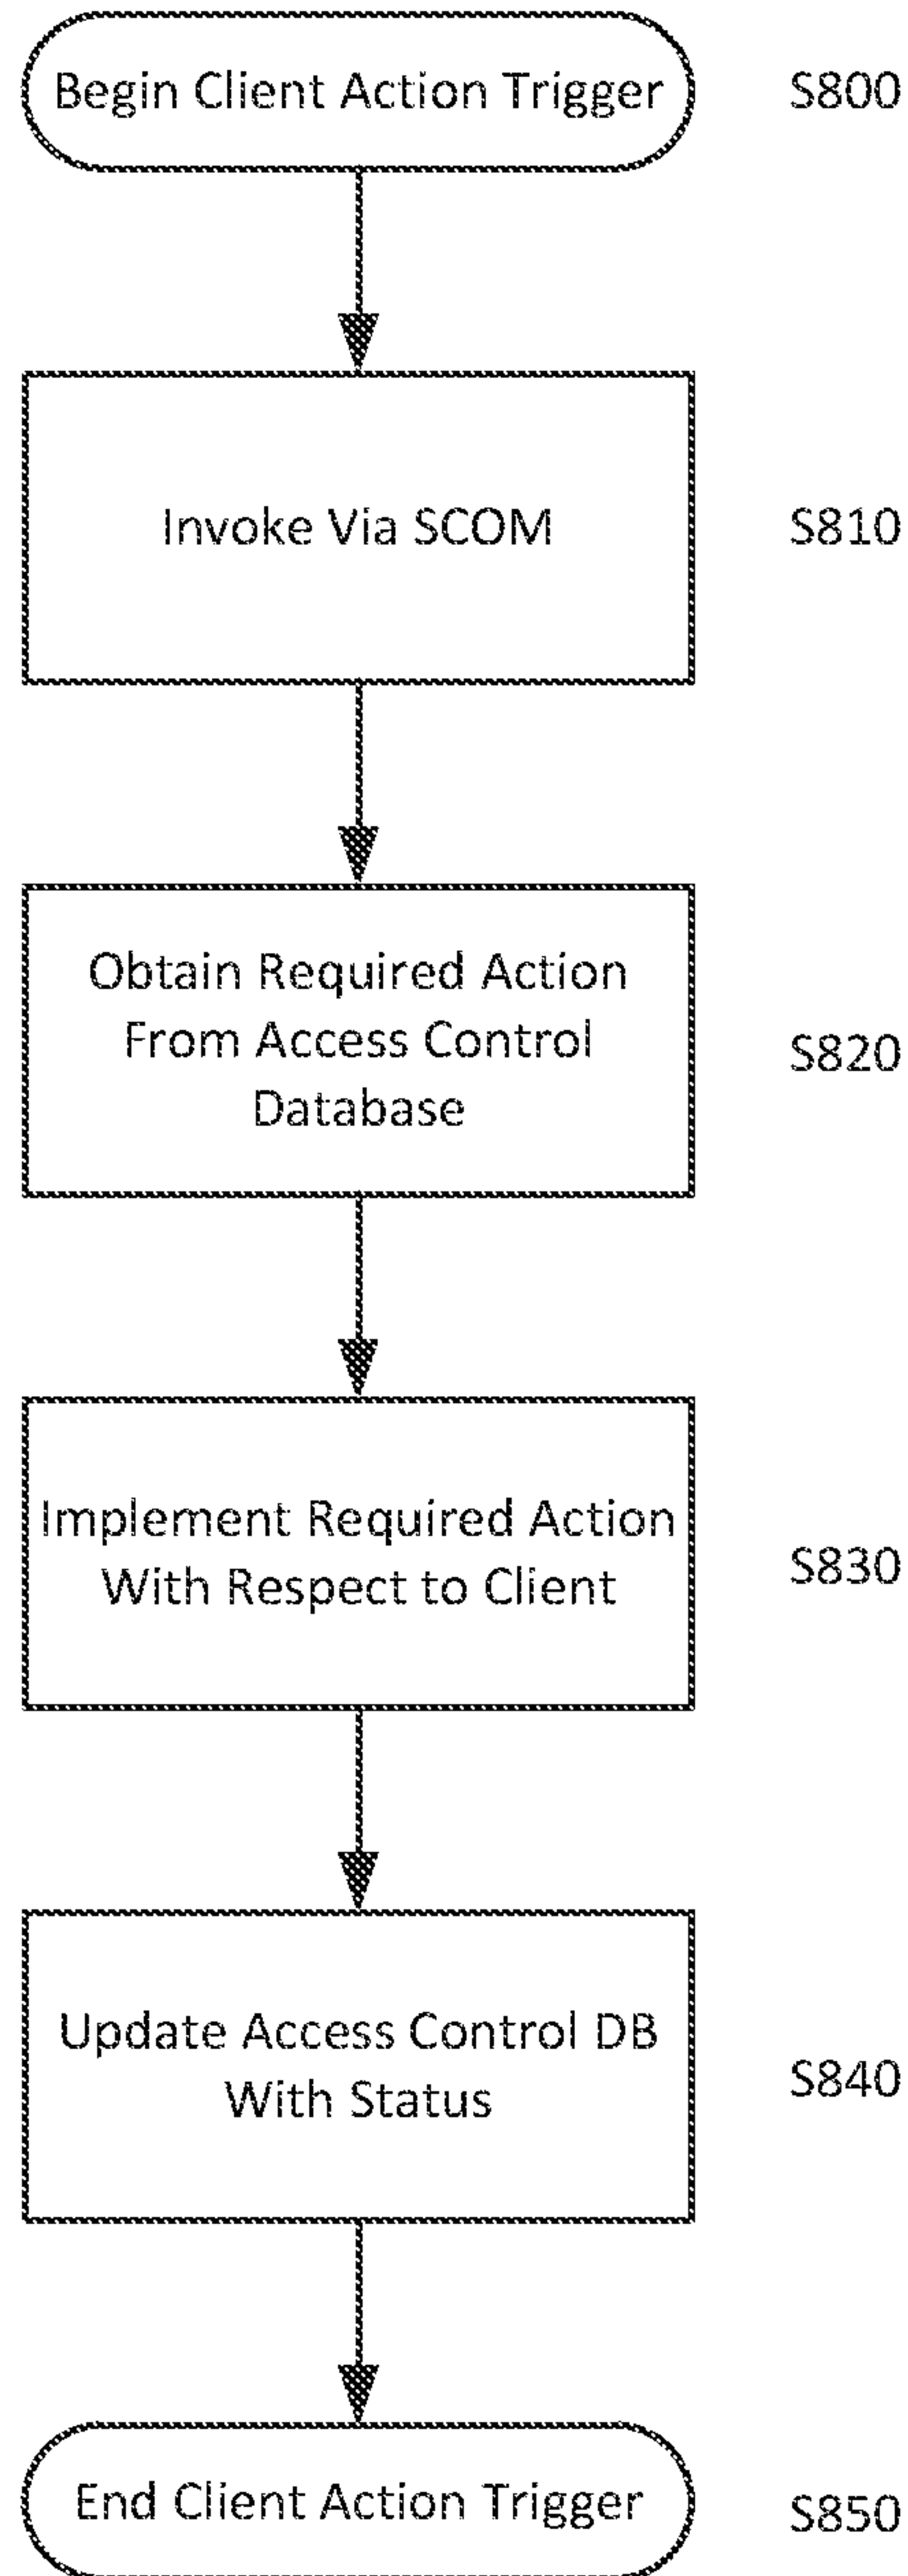 Begin Client Action Trigger
S800
Invoke Via SCOM
S810
Obtain Required Action
From Access Control
Database
S820
Implement Required Action
With Respect to Client
S830
Update Access Control DB
With Status
S840
End Client Action Trigger
S850